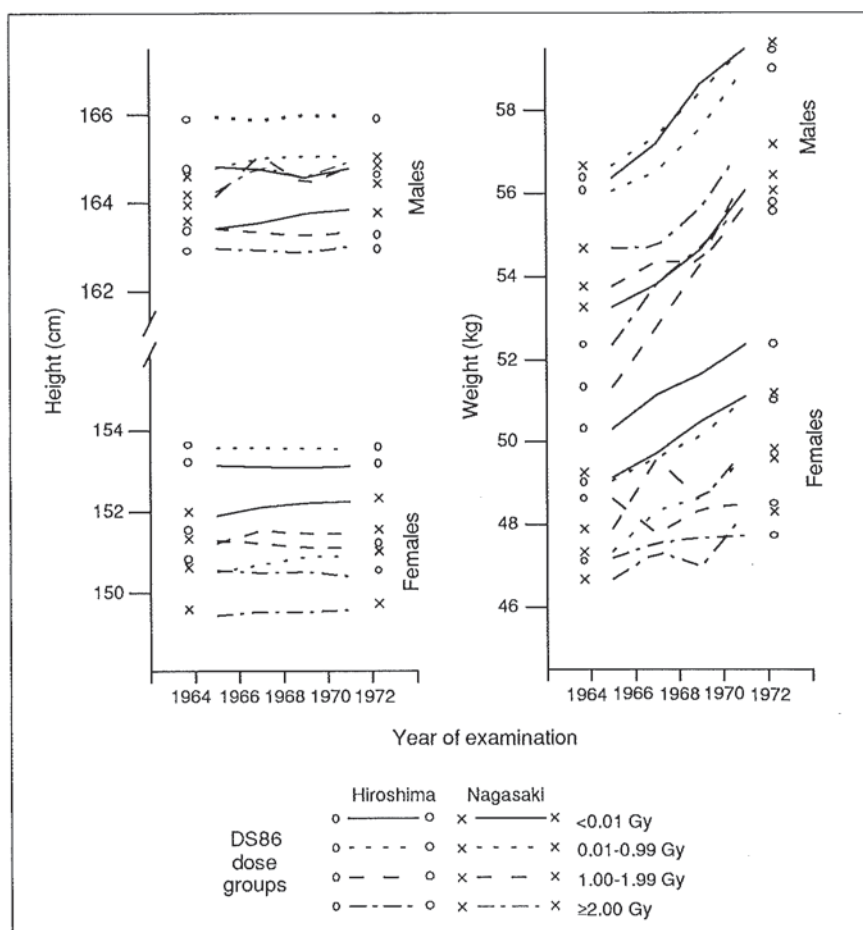 166
164
162
154
152
150
Height (cm)
Males
Females
1964 1966 1968 1970 1972
58
56
54
52
50
48
46
Weight (kg)
Males
Females
1964 1966 1968 1970 1972
Year of examination
Hiroshima Nagasaki
DS86
dose
groups
<0.01 Gy
0.01-0.99 Gy
1.00-1.99 Gy
≥2.00 Gy